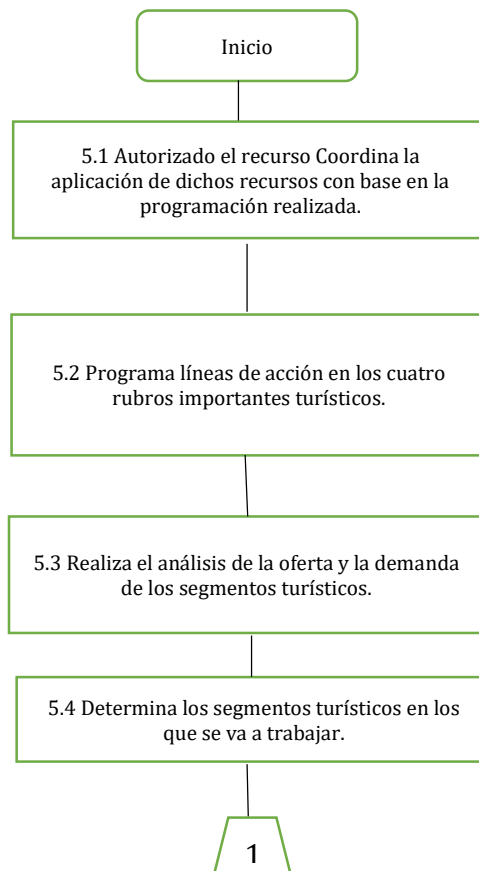 Inicio
5.1 Autorizado el recurso Coordina la
aplicación de dichos recursos con base en la
programación realizada.
5.2 Programa líneas de acción en los cuatro
rubros importantes turísticos.
5.3 Realiza el análisis de la oferta y la demanda
de los segmentos turísticos.
5.4 Determina los segmentos turísticos en los
que se va a trabajar.
1